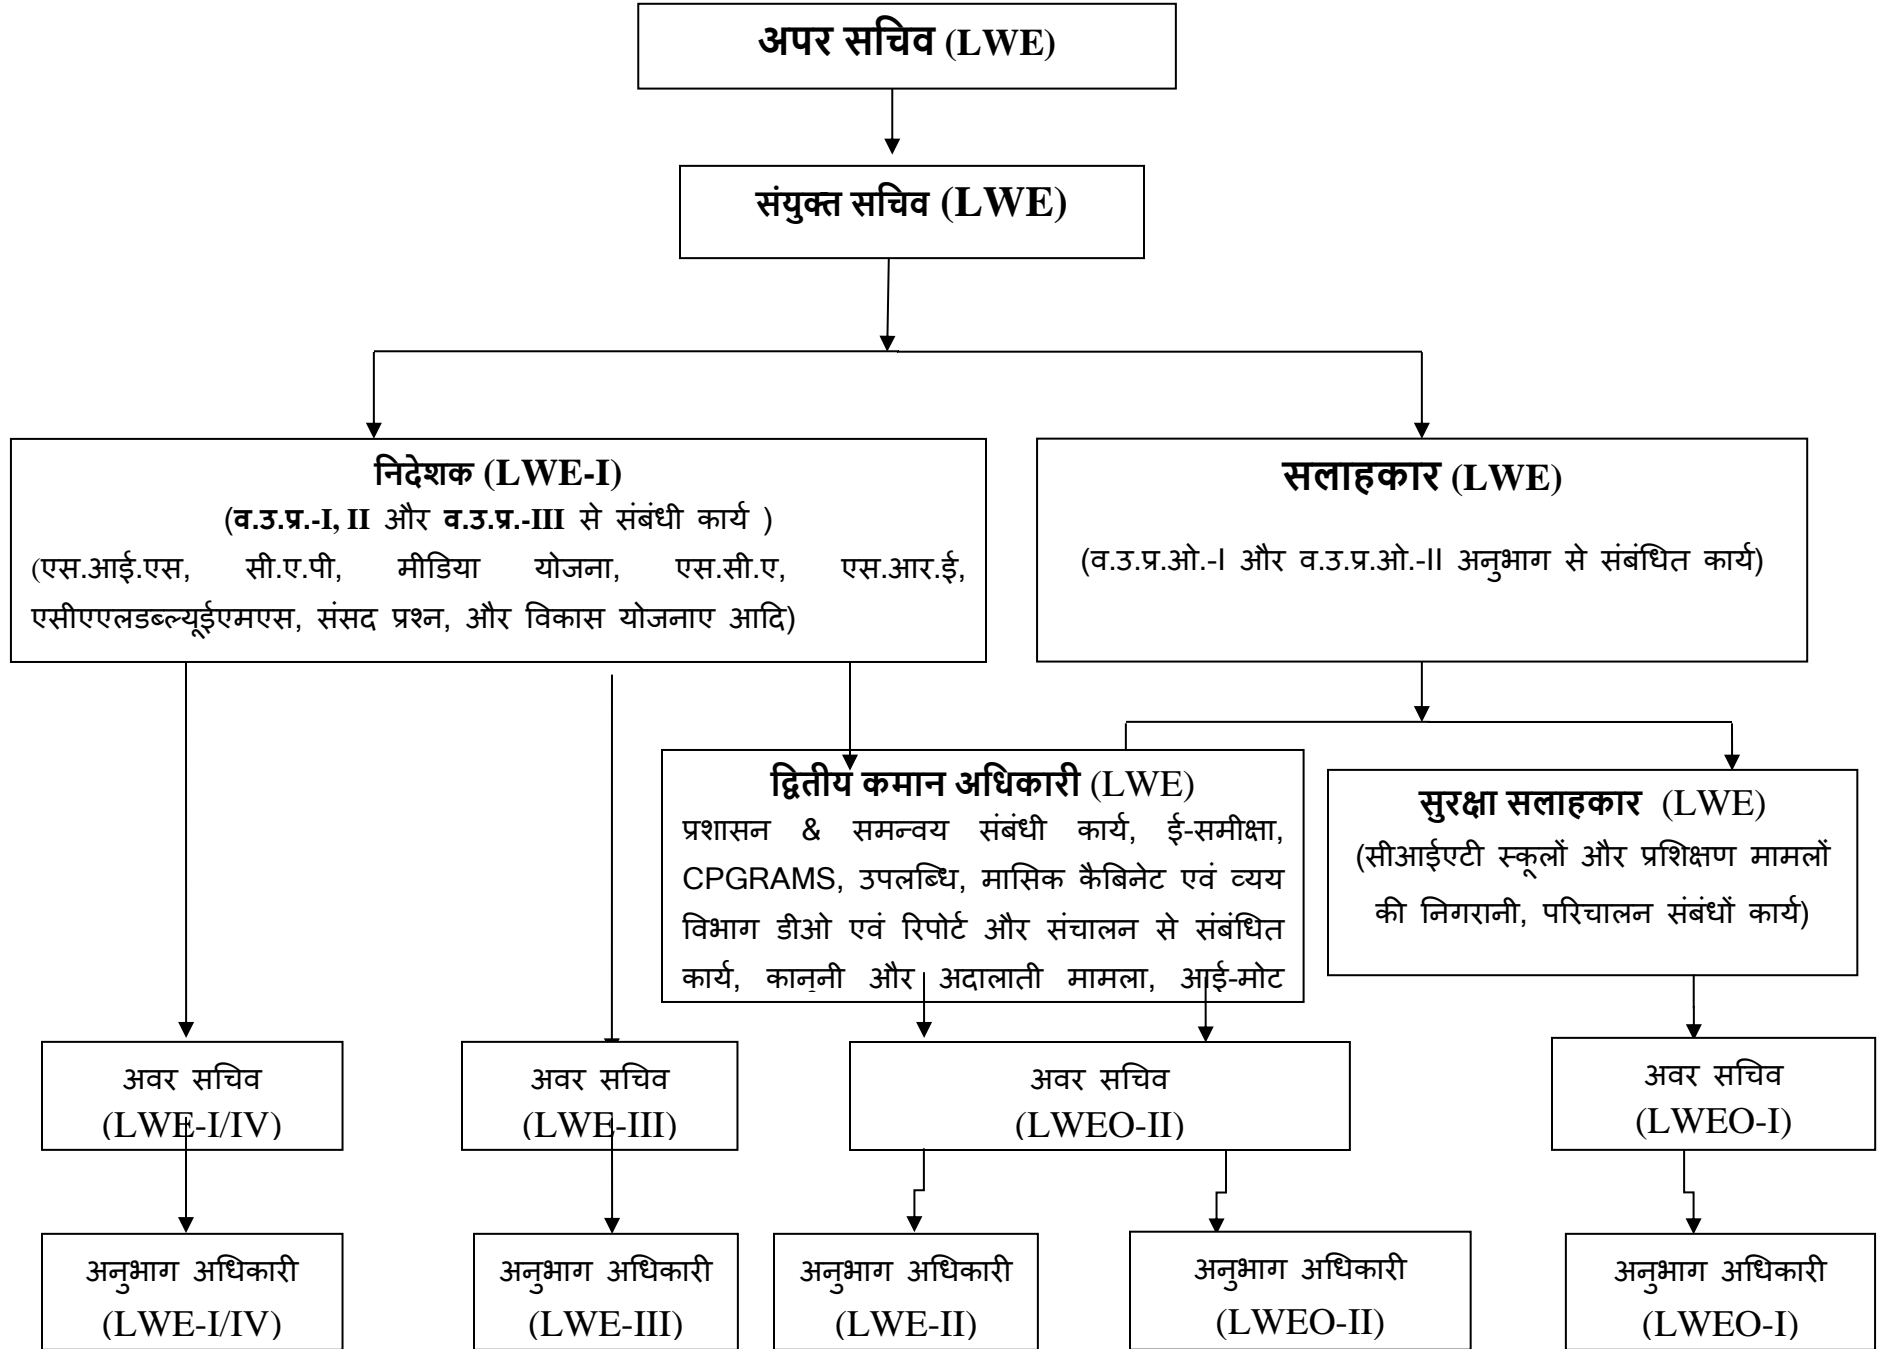 अपर सचिव (LWE)
संयुक्त सचिव (LWE)
निदेशक (LWE-I)
(व.उ.प्र.-I, II और व.उ.प्र.-III से संबंधी कार्य )
(एस.आई.एस, सी.ए.पी, मीडिया योजना, एस.सी.ए, एस.आर.ई,
एसीएएलडब्ल्यूईएमएस, संसद प्रश्न, और विकास योजनाए आदि)
सलाहकार (LWE)
(व.उ.प्र.ओ.-I और व.उ.प्र.ओ.-II अनुभाग से संबंधित कार्य)
द्वितीय कमान अधिकारी (LWE)
प्रशासन & समन्वय संबंधी कार्य, ई-समीक्षा,
CPGRAMS, उपलब्धि, मासिक कैबिनेट एवं व्यय
विभाग डीओ एवं रिपोर्ट और संचालन से संबंधित
कार्य, कानूनी और अदालाती मामला, आई-मोट
सुरक्षा सलाहकार (LWE)
(सीआईएटी स्कूलों और प्रशिक्षण मामलों
की निगरानी, परिचालन संबंधों कार्य)
अवर सचिव
(LWE-I/IV)
अवर सचिव
(LWE-III)
अवर सचिव
(LWEO-II)
अवर सचिव
(LWEO-I)
अनुभाग अधिकारी
(LWE-I/IV)
अनुभाग अधिकारी
(LWE-III)
अनुभाग अधिकारी
(LWE-II)
अनुभाग अधिकारी
(LWEO-II)
अनुभाग अधिकारी
(LWEO-I)